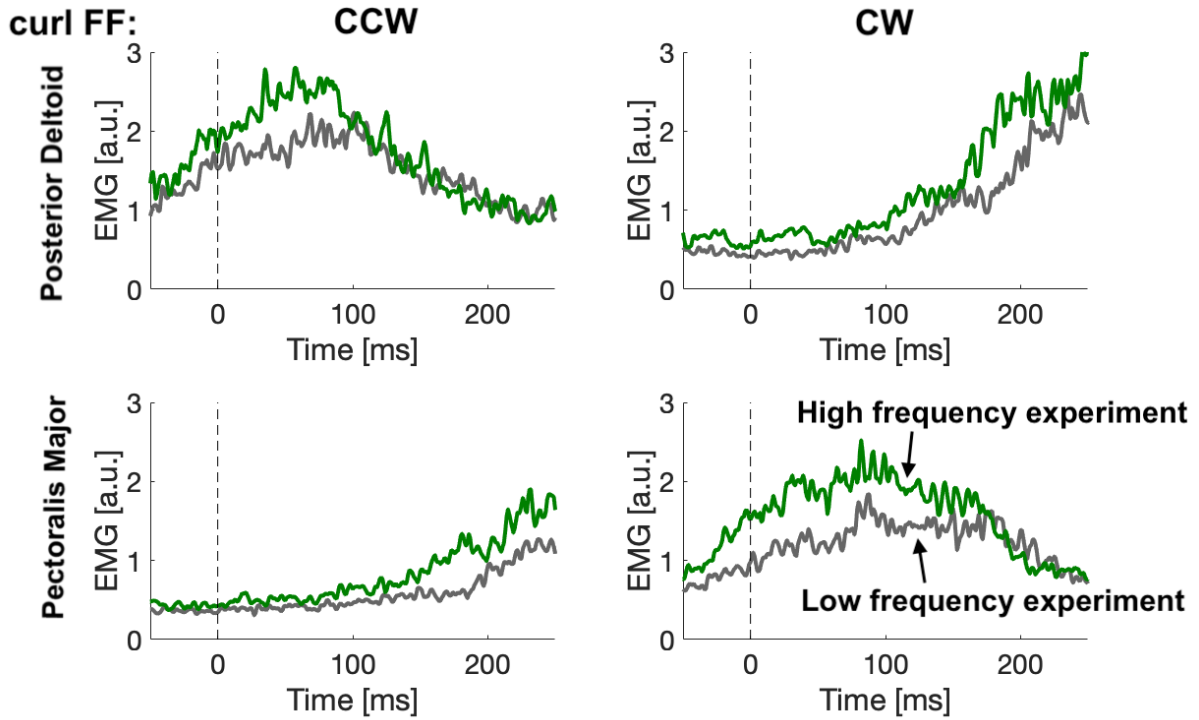 curl FF:
CCW
CW
Posterior Deltoid
EMG [a.u.]
3
2
1
0
0
100
200
Time [ms]
EMG [a.u.]
3
2
1
0
0
100
200
Time [ms]
Pectoralis Major
EMG [a.u.]
3
2
1
0
0
100
200
Time [ms]
EMG [a.u.]
3
2
1
0
High frequency experiment
Low frequency experiment
0
100
200
Time [ms]